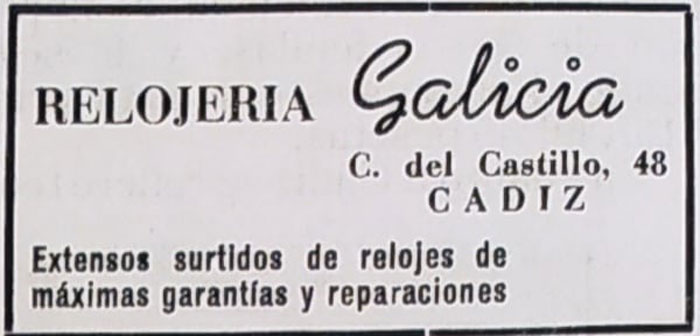 RELOJERIA Galicia
C. del Castillo, 48
CADIZ
Extensos surtidos de relojes de
máximas garantías y reparaciones